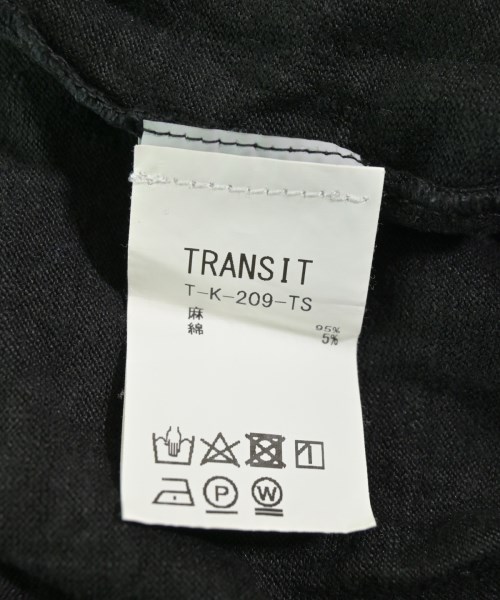 TRANSIT
T-K-209-TS
麻 95%
綿 5%
P W